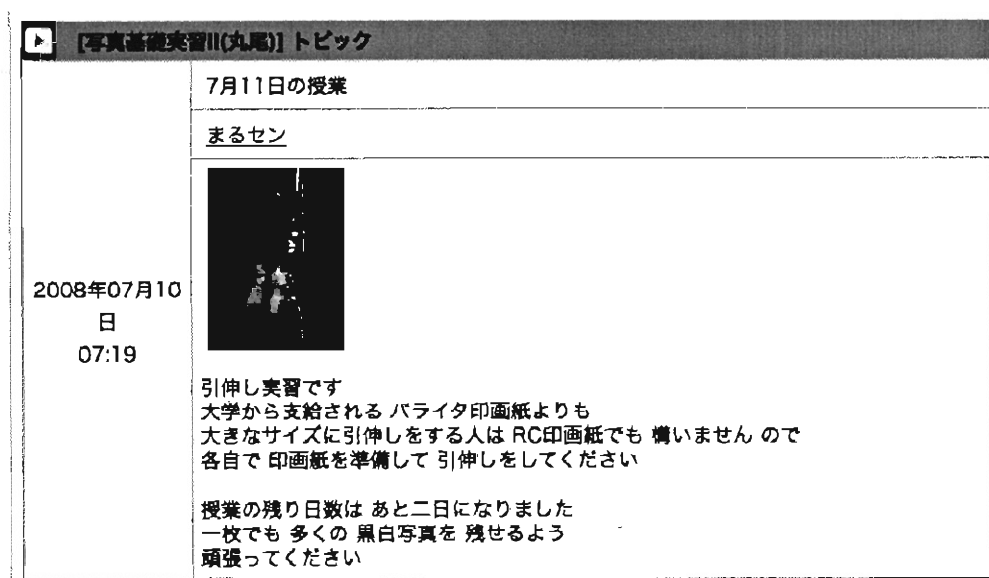 [写真基礎実習II(丸尾)] トピック
7月11日の授業
まるセン
2008年07月10
日
07:19
引伸し実習です
大学から支給される バライタ印画紙よりも
大きなサイズに引伸しをする人は RC印画紙でも 構いません ので
各自で 印画紙を準備して 引伸しをしてください
授業の残り日数は あと二日になりました
一枚でも 多くの 黒白写真を 残せるよう
頑張ってください